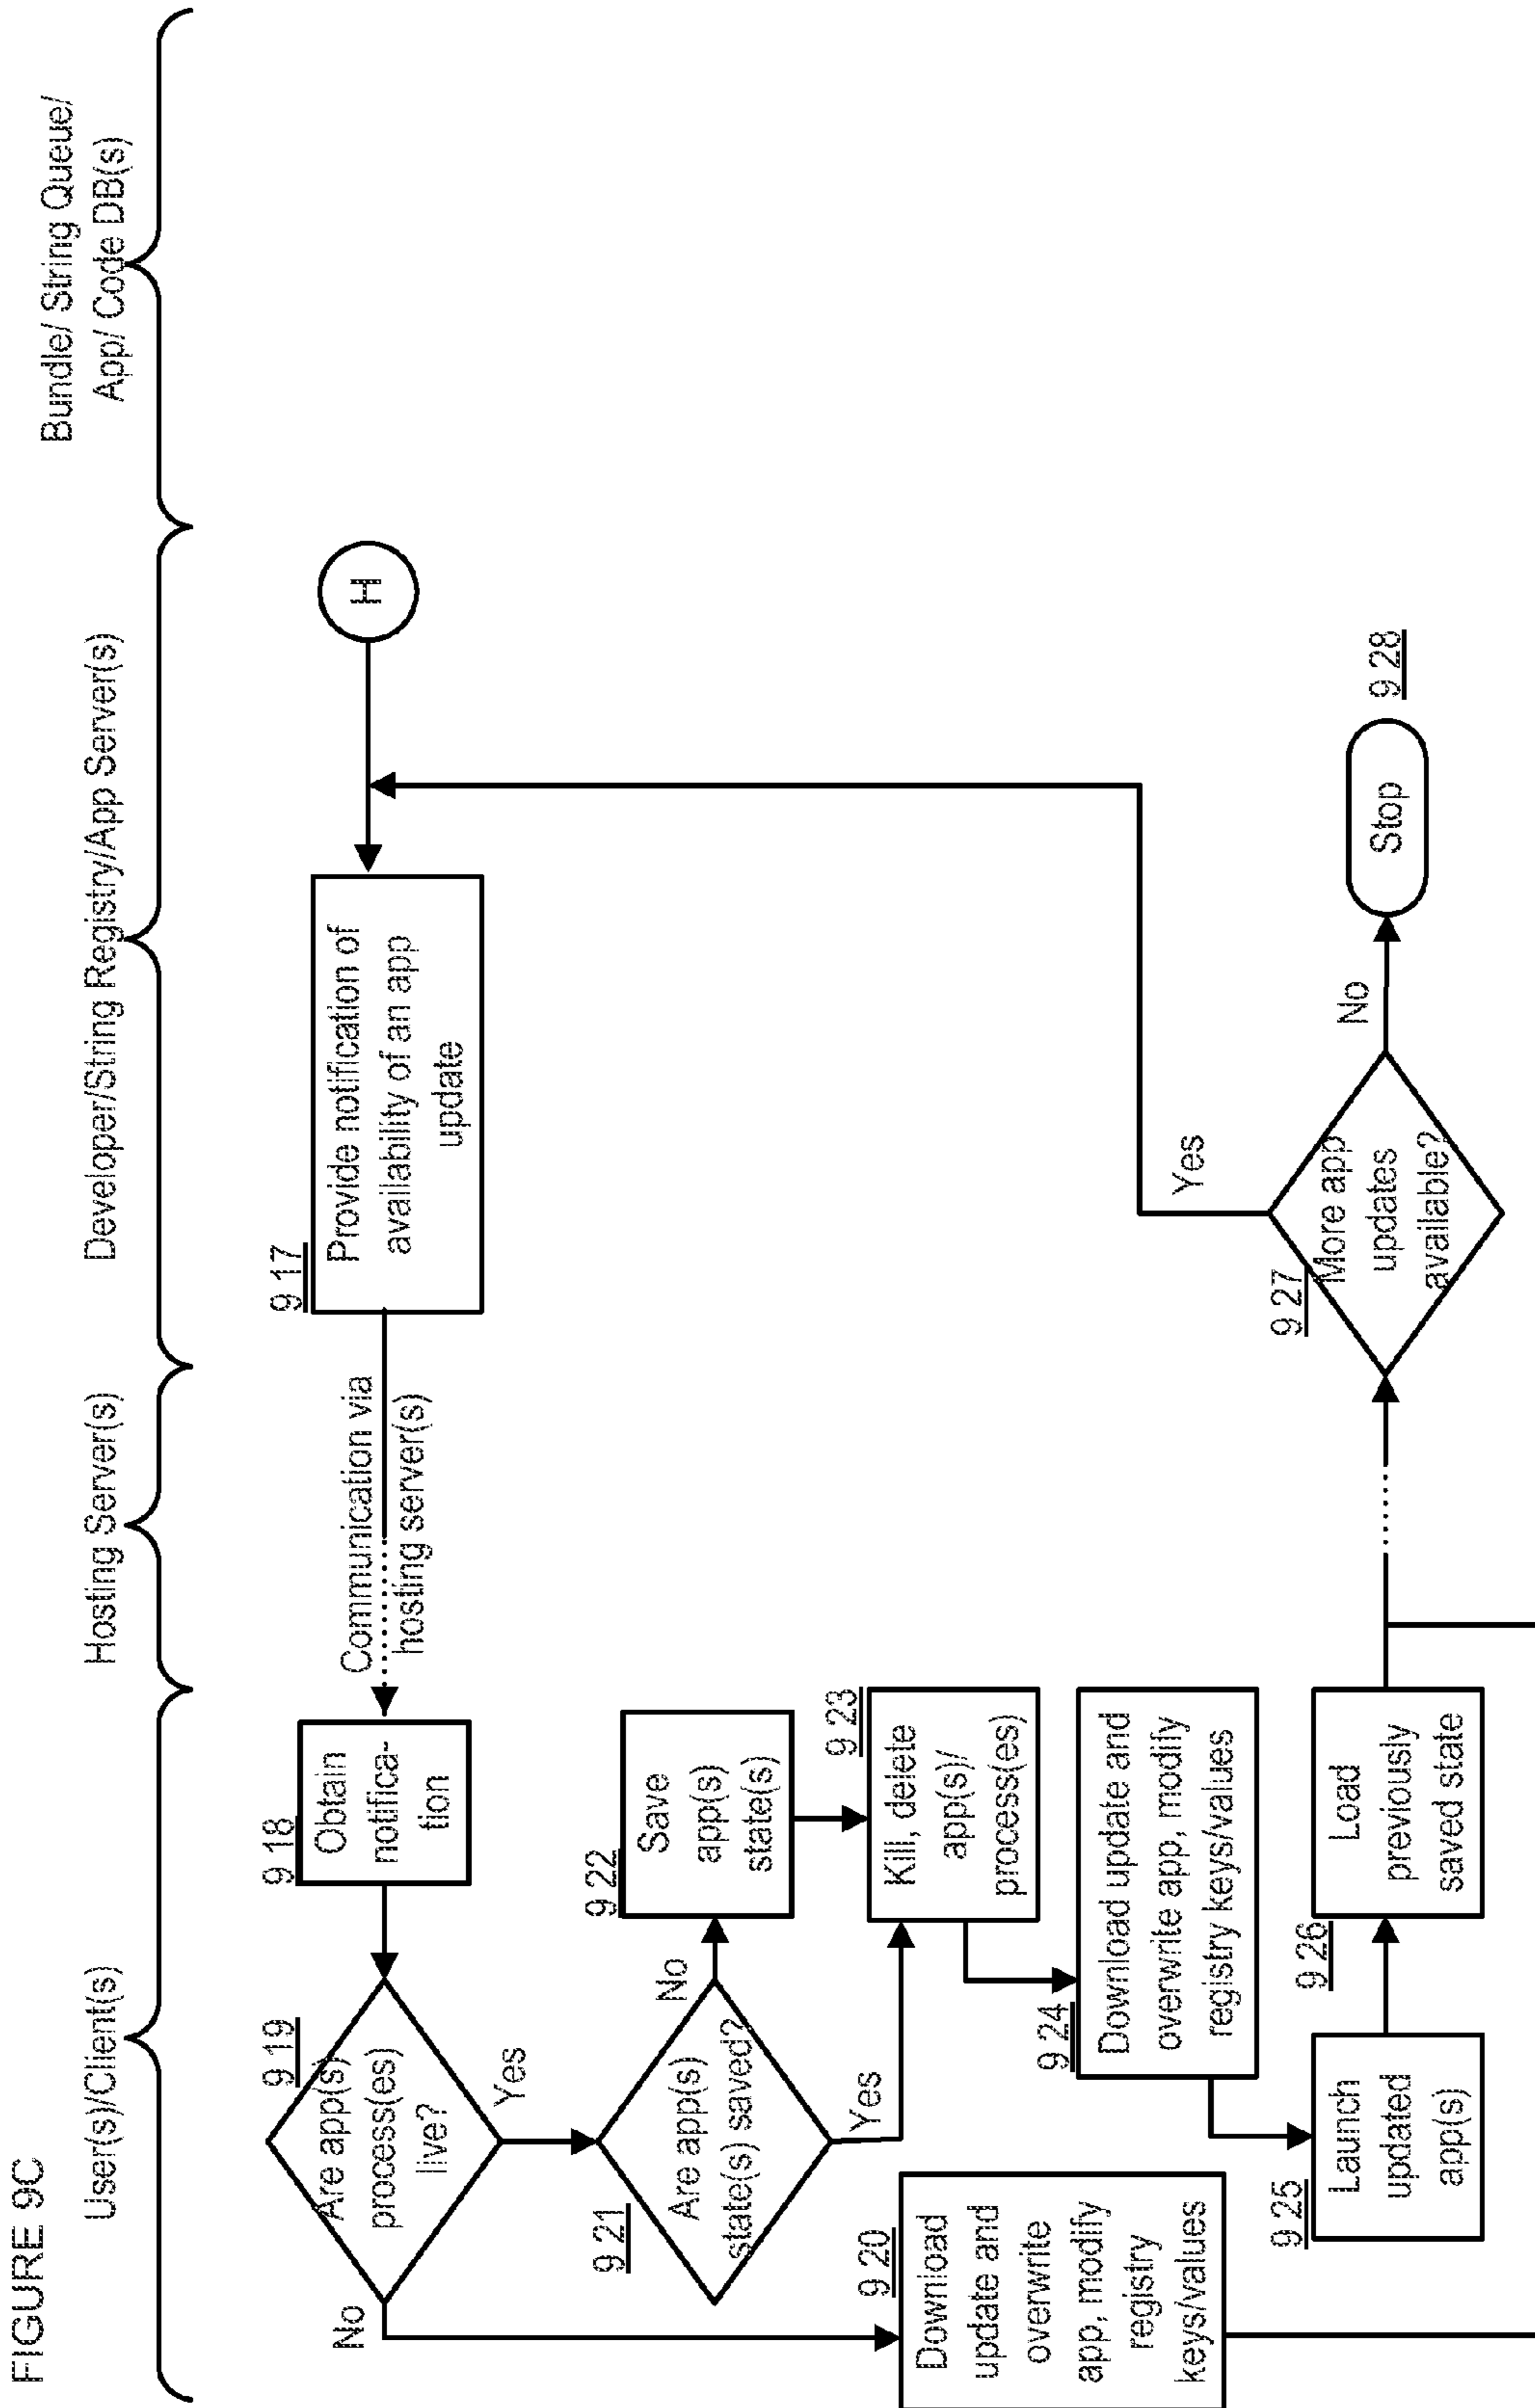 FIGURE 9C
User(s)/Client(s)
Hosting Server(s)
Developer/String Registry/App Server(s)
Bundle/ String Queue/
App/ Code DB(s)
H
9 17
Provide notification of
availability of an app
update
Communication via
hosting server(s)
9 18
Obtain
notifica-
tion
9 19
Are app(s)
process(es)
live?
No
Yes
9 20
Download
update and
overwrite
app, modify
registry
keys/values
9 21
Are app(s)
state(s) saved?
No
Yes
9 22
Save
app(s)
state(s)
9 23
Kill, delete
app(s)/
process(es)
9 24
Download update and
overwrite app, modify
registry keys/values
9 25
Launch
updated
app(s)
9 26
Load
previously
saved state
9 27
More app
updates
available?
Yes
No
Stop
9 28